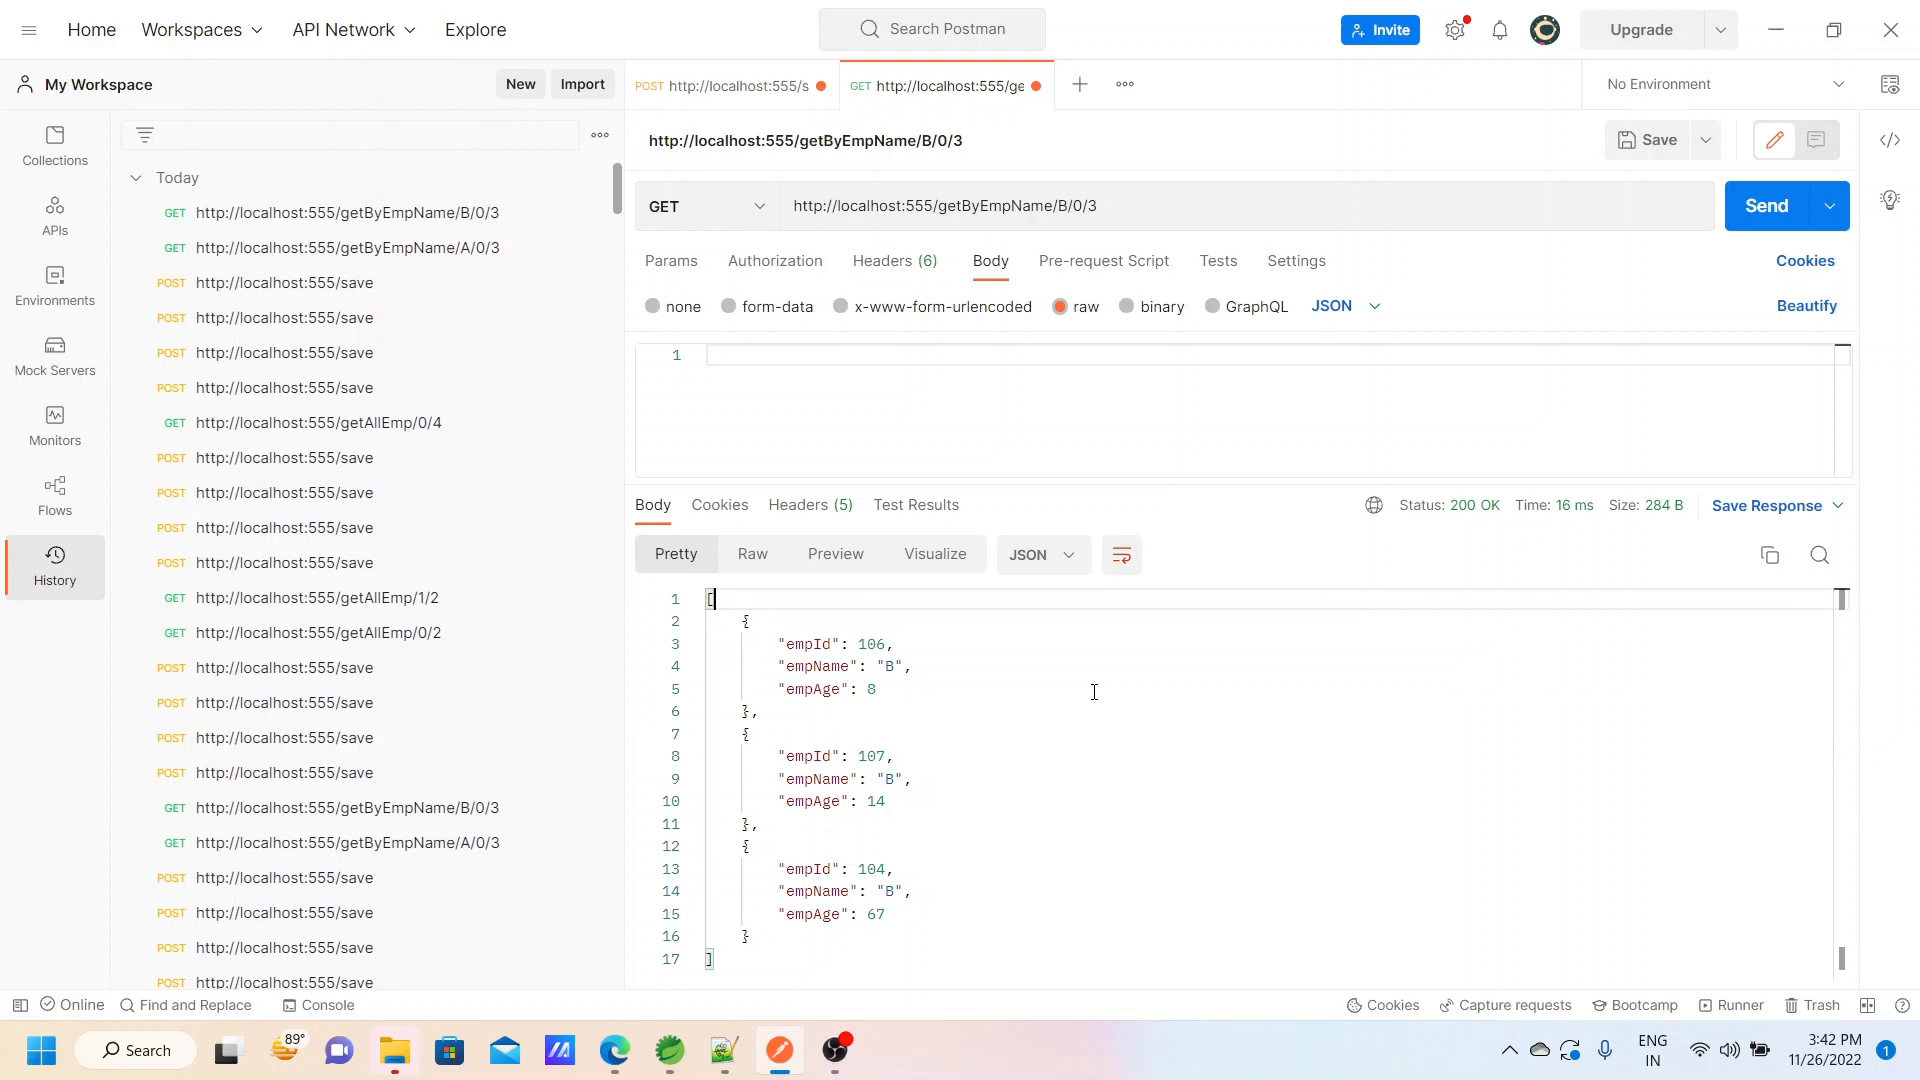 Home Workspaces API Network Explore Search Postman Invite Upgrade
My Workspace New Import POST http://localhost:555/s GET http://localhost:555/ge No Environment
Collections
APIs
Environments
Mock Servers
Monitors
Flows
History
Today
GET http://localhost:555/getByEmpName/B/0/3
GET http://localhost:555/getByEmpName/A/0/3
POST http://localhost:555/save
POST http://localhost:555/save
POST http://localhost:555/save
POST http://localhost:555/save
GET http://localhost:555/getAllEmp/0/4
POST http://localhost:555/save
POST http://localhost:555/save
POST http://localhost:555/save
POST http://localhost:555/save
GET http://localhost:555/getAllEmp/1/2
GET http://localhost:555/getAllEmp/0/2
POST http://localhost:555/save
POST http://localhost:555/save
POST http://localhost:555/save
POST http://localhost:555/save
GET http://localhost:555/getByEmpName/B/0/3
GET http://localhost:555/getByEmpName/A/0/3
POST http://localhost:555/save
POST http://localhost:555/save
POST http://localhost:555/save
POST http://localhost:555/save
http://localhost:555/getByEmpName/B/0/3 Save
GET http://localhost:555/getByEmpName/B/0/3 Send
Params Authorization Headers (6) Body Pre-request Script Tests Settings Cookies
none form-data x-www-form-urlencoded raw binary GraphQL JSON Beautify
1
Body Cookies Headers (5) Test Results Status: 200 OK Time: 16 ms Size: 284 B Save Response
Pretty Raw Preview Visualize JSON
1 [
2 {
3 "empId": 106,
4 "empName": "B",
5 "empAge": 8
6 },
7 {
8 "empId": 107,
9 "empName": "B",
10 "empAge": 14
11 },
12 {
13 "empId": 104,
14 "empName": "B",
15 "empAge": 67
16 }
17 ]
Online Find and Replace Console Cookies Capture requests Bootcamp Runner Trash
Search 89° ENG IN 3:42 PM 11/26/2022 1